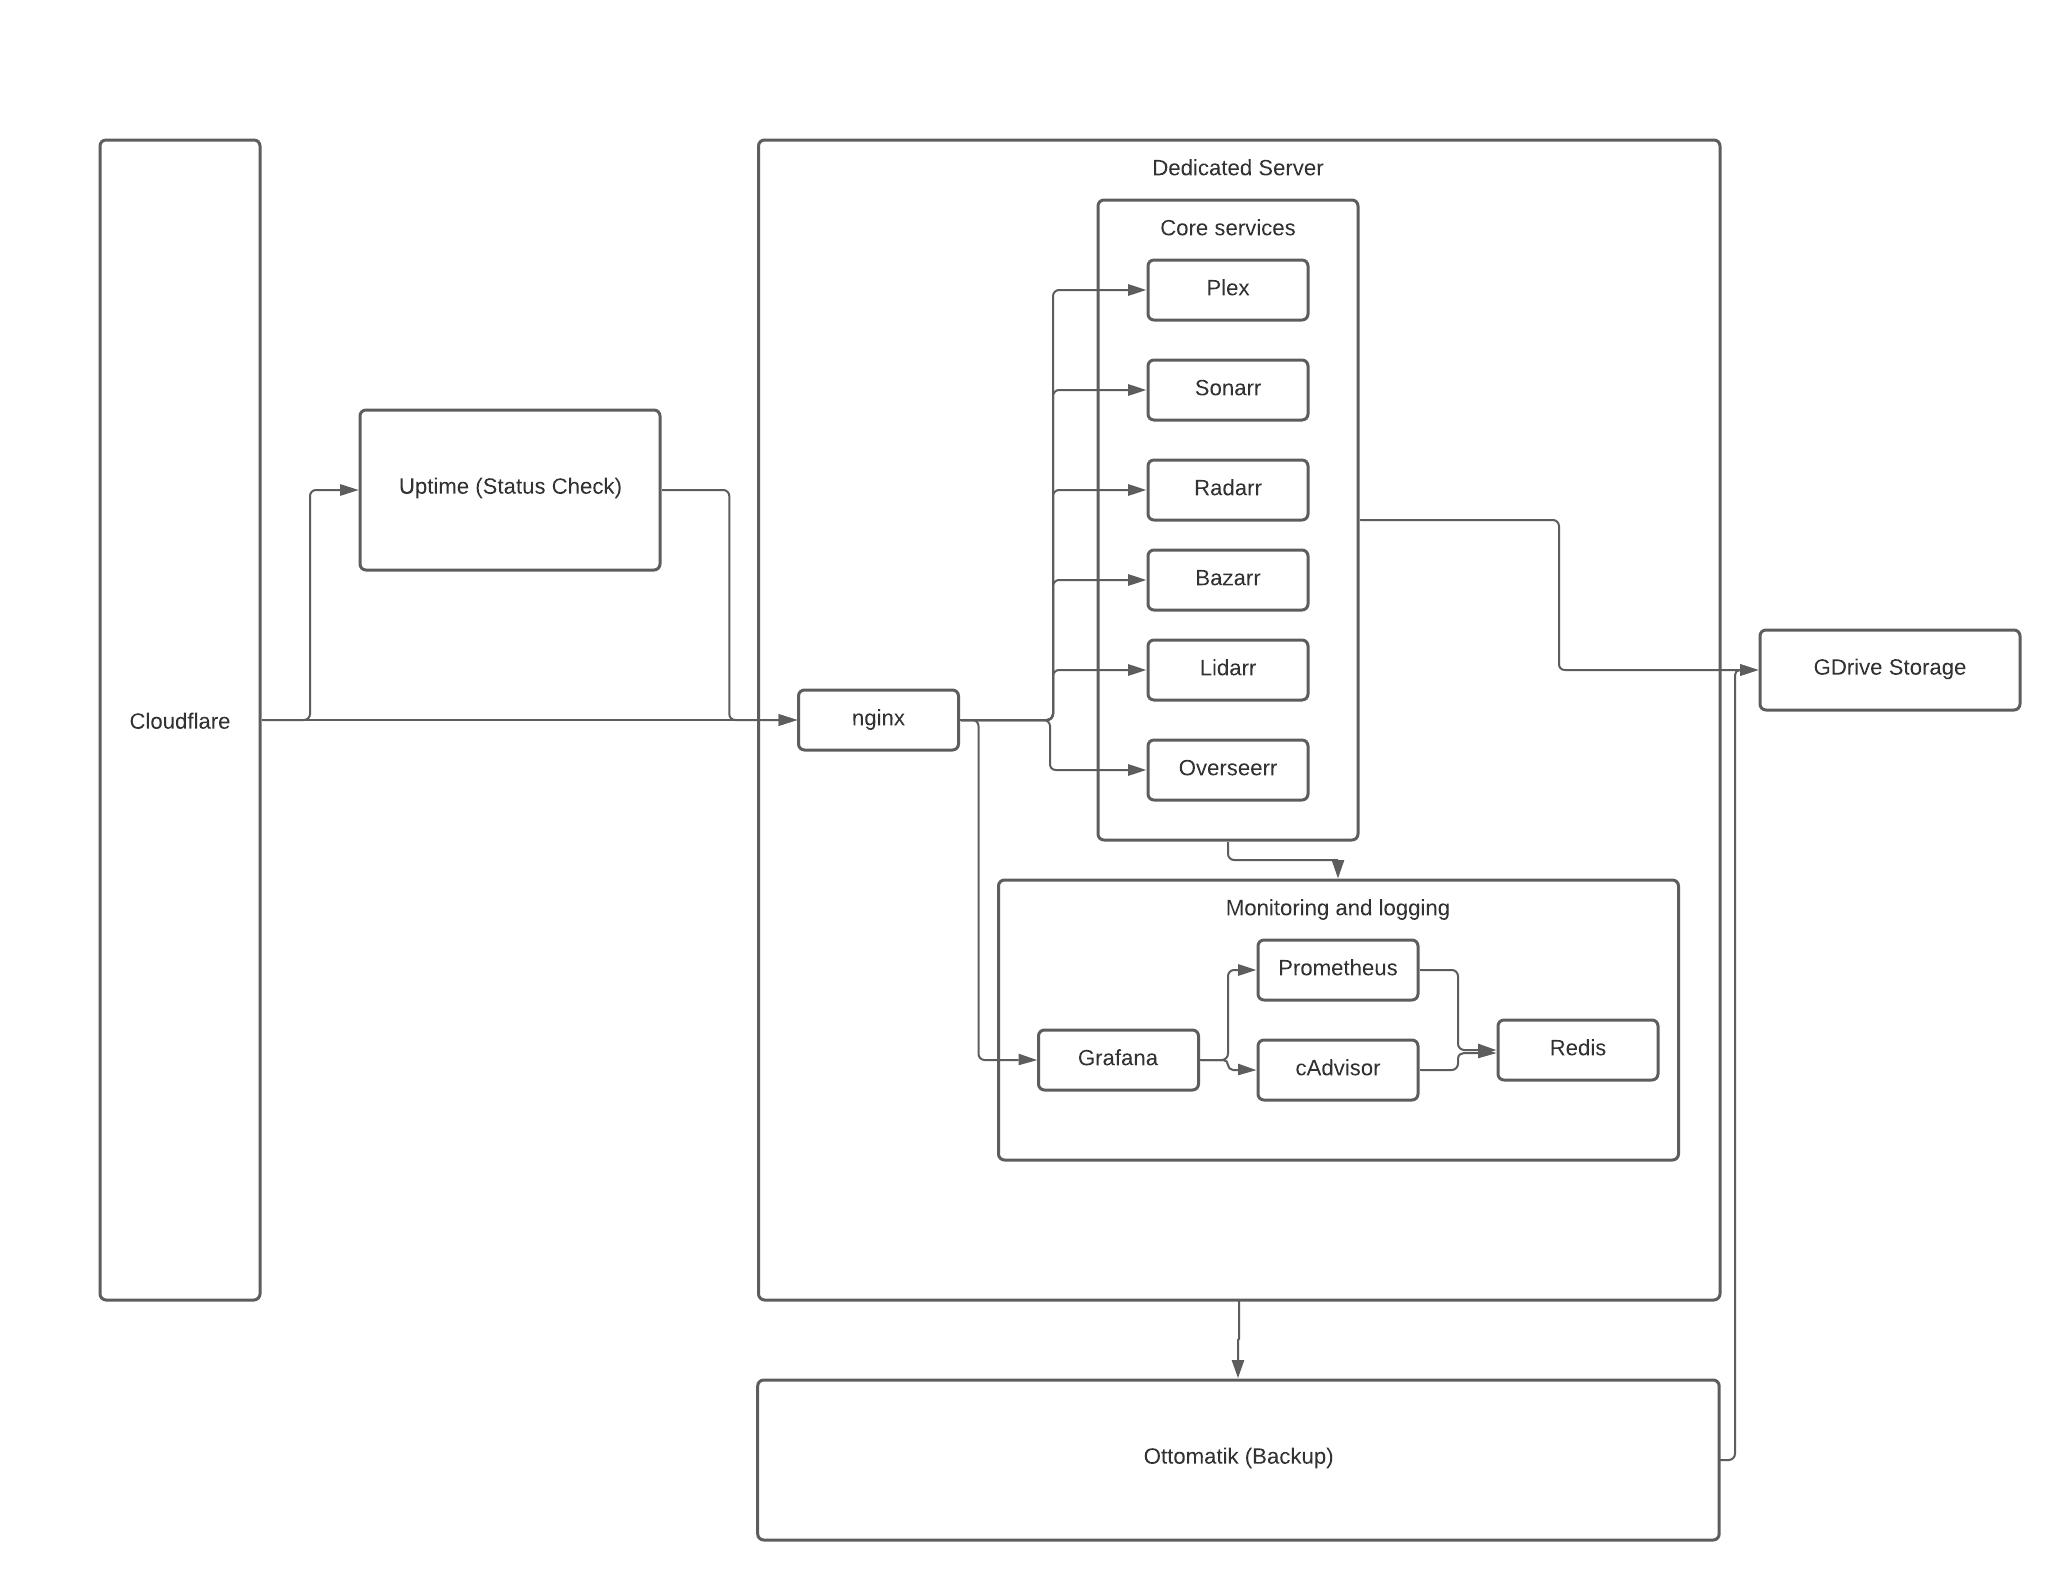 Dedicated Server
Core services
Plex
Sonarr
Uptime (Status Check)
Radarr
Bazarr
Lidarr
GDrive Storage
Cloudflare
nginx
Overseerr
Monitoring and logging
Prometheus
Grafana
cAdvisor
Redis
Ottomatik (Backup)